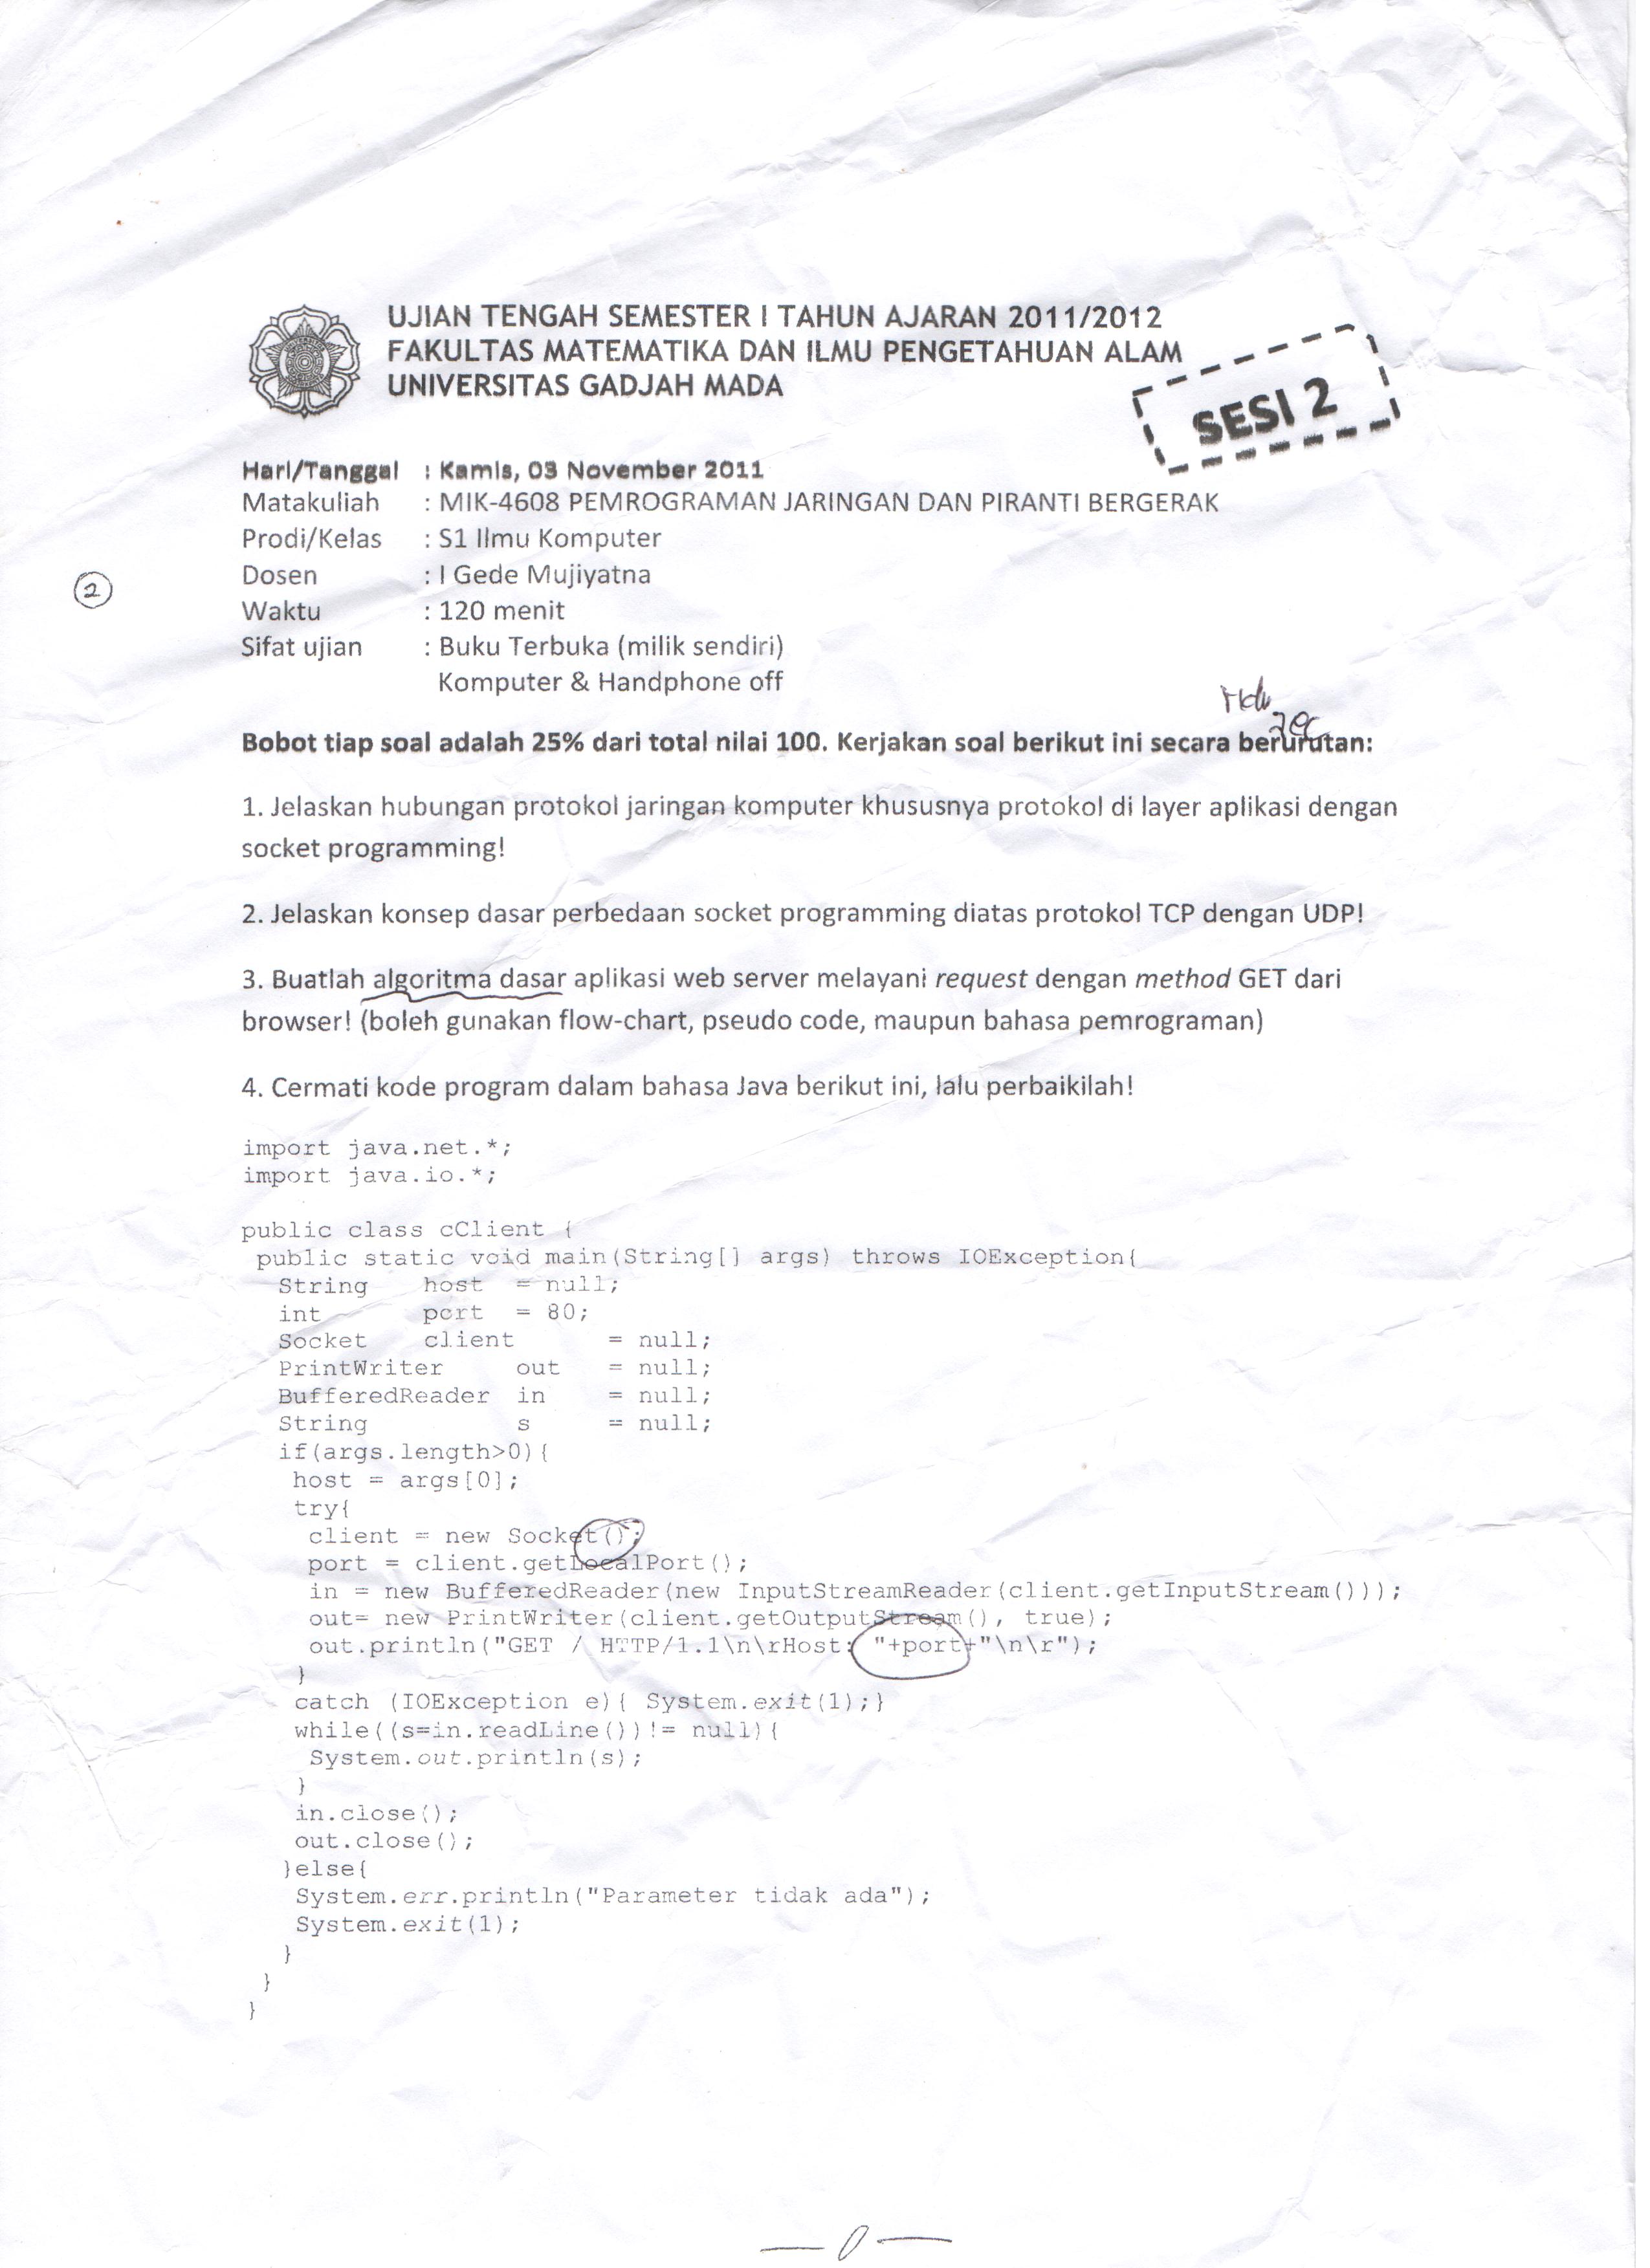 UJIAN TENGAH SEMESTER I TAHUN AJARAN 2011/2012
FAKULTAS MATEMATIKA DAN ILMU PENGETAHUAN ALAM
UNIVERSITAS GADJAH MADA
SESI 2
Hari/Tanggal : Kamis, 03 November 2011
Matakuliah : MIK-4608 PEMROGRAMAN JARINGAN DAN PIRANTI BERGERAK
Prodi/Kelas : S1 Ilmu Komputer
2
Dosen : I Gede Mujiyatna
Waktu : 120 menit
Sifat ujian : Buku Terbuka (milik sendiri)
Komputer & Handphone off
Bobot tiap soal adalah 25% dari total nilai 100. Kerjakan soal berikut ini secara berurutan:
1. Jelaskan hubungan protokol jaringan komputer khususnya protokol di layer aplikasi dengan
socket programming!
2. Jelaskan konsep dasar perbedaan socket programming diatas protokol TCP dengan UDP!
3. Buatlah algoritma dasar aplikasi web server melayani request dengan method GET dari
browser! (boleh gunakan flow-chart, pseudo code, maupun bahasa pemrograman)
4. Cermati kode program dalam bahasa Java berikut ini, lalu perbaikilah!
import java.net.*;
import java.io.*;
public class cClient {
public static void main(String[] args) throws IOException{
String host = null;
int port = 80;
Socket client = null;
PrintWriter out = null;
BufferedReader in = null;
String s = null;
if(args.length>0){
host = args[0];
try{
client = new Socket();
port = client.getLocalPort();
in = new BufferedReader(new InputStreamReader(client.getInputStream()));
out= new PrintWriter(client.getOutputStream(), true);
out.println("GET / HTTP/1.1\n\rHost: "+port+"\n\r");
}
catch (IOException e){ System.exit(1);}
while((s=in.readLine())!= null){
System.out.println(s);
}
in.close();
out.close();
}else{
System.err.println("Parameter tidak ada");
System.exit(1);
}
}
}